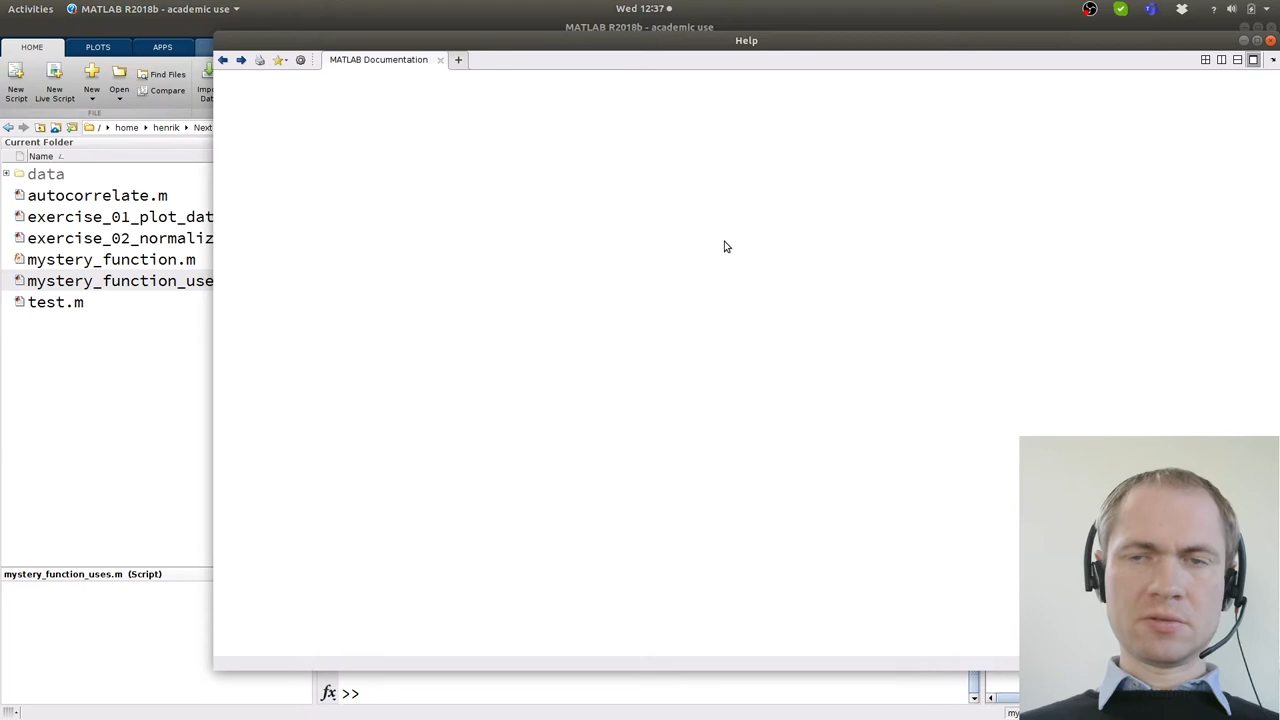 Activities MATLAB R2018b - academic use Wed 12:37
MATLAB R2018b - academic use
Help
HOME PLOTS APPS
MATLAB Documentation
New Script
New Live Script
New
Open
Find Files
Compare
FILE
/ home henrik Next
Current Folder
Name
data
autocorrelate.m
exercise_01_plot_dat
exercise_02_normaliz
mystery_function.m
mystery_function_use
test.m
mystery_function_uses.m (Script)
fx >>
my